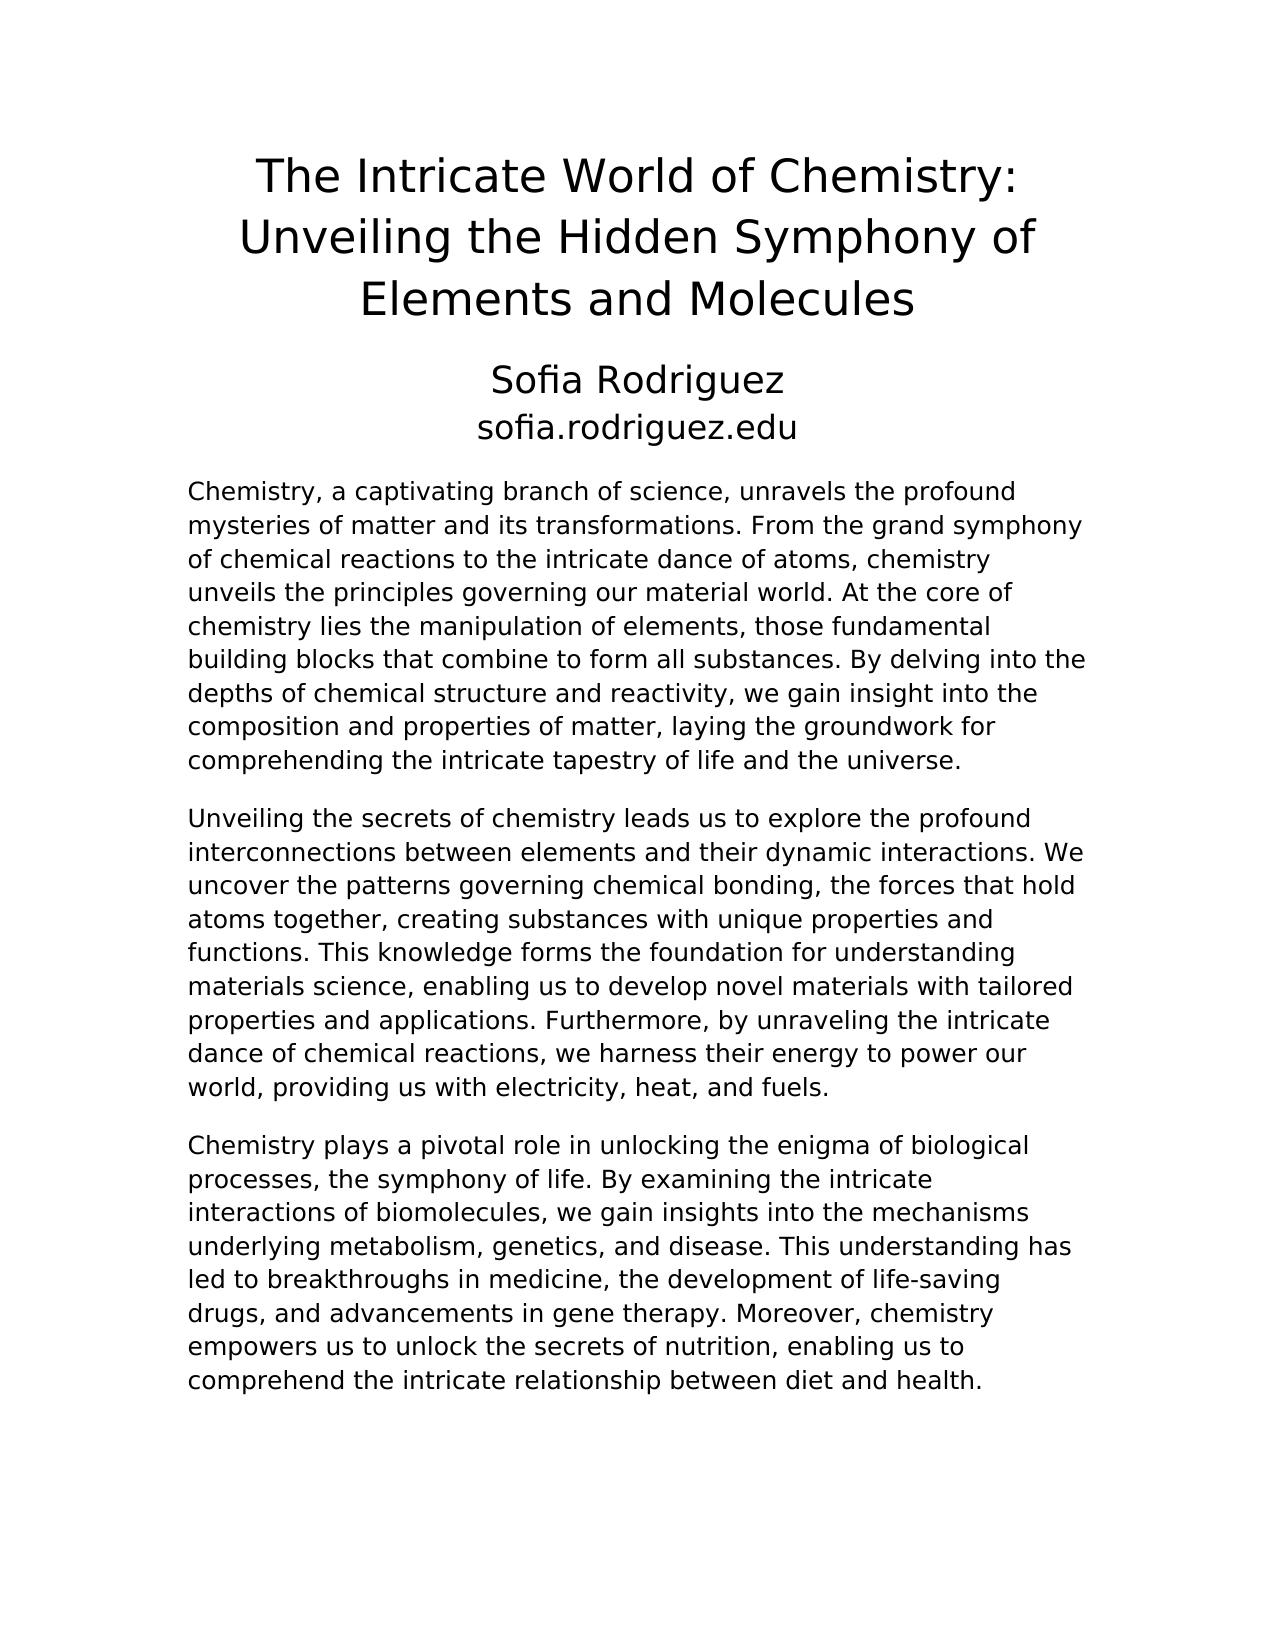 The Intricate World of Chemistry:
Unveiling the Hidden Symphony of
Elements and Molecules
Sofia Rodriguez
sofia.rodriguez.edu
Chemistry, a captivating branch of science, unravels the profound
mysteries of matter and its transformations. From the grand symphony
of chemical reactions to the intricate dance of atoms, chemistry
unveils the principles governing our material world. At the core of
chemistry lies the manipulation of elements, those fundamental
building blocks that combine to form all substances. By delving into the
depths of chemical structure and reactivity, we gain insight into the
composition and properties of matter, laying the groundwork for
comprehending the intricate tapestry of life and the universe.
Unveiling the secrets of chemistry leads us to explore the profound
interconnections between elements and their dynamic interactions. We
uncover the patterns governing chemical bonding, the forces that hold
atoms together, creating substances with unique properties and
functions. This knowledge forms the foundation for understanding
materials science, enabling us to develop novel materials with tailored
properties and applications. Furthermore, by unraveling the intricate
dance of chemical reactions, we harness their energy to power our
world, providing us with electricity, heat, and fuels.
Chemistry plays a pivotal role in unlocking the enigma of biological
processes, the symphony of life. By examining the intricate
interactions of biomolecules, we gain insights into the mechanisms
underlying metabolism, genetics, and disease. This understanding has
led to breakthroughs in medicine, the development of life-saving
drugs, and advancements in gene therapy. Moreover, chemistry
empowers us to unlock the secrets of nutrition, enabling us to
comprehend the intricate relationship between diet and health.